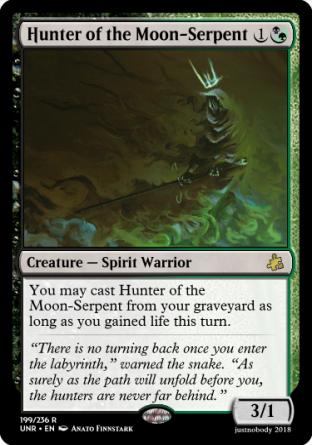 Hunter of the Moon-Serpent 1
Creature — Spirit Warrior
You may cast Hunter of the
Moon-Serpent from your graveyard as
long as you gained life this turn.
“There is no turning back once you enter
the labyrinth,” warned the snake. “As
surely as the path will unfold before you,
the hunters are never far behind.”
3/1
199/236 R
UNR • EN ANATO FINNSTARK
justnobody 2018